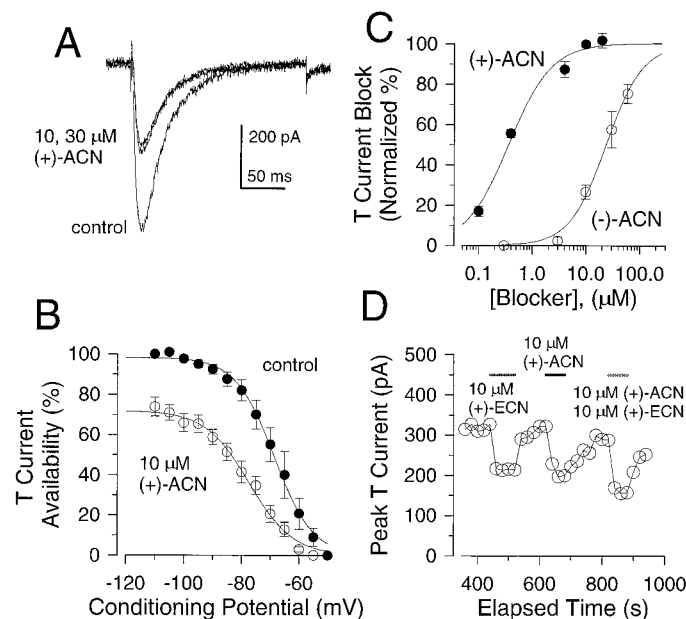 A
10, 30 μM
(+)-ACN
control
200 pA
50 ms
B
T Current
Availability (%)
100
80
60
40
20
0
control
10 μM
(+)-ACN
-120
-100
-80
-60
Conditioning Potential (mV)
C
T Current Block
(Normalized %)
100
80
60
40
20
0
(+)-ACN
(-)-ACN
0.1
1.0
10.0
100.0
[Blocker], (μM)
D
Peak T Current (pA)
500
400
300
200
100
0
10 μM
(+)-ECN
10 μM
(+)-ACN
10 μM (+)-ACN
10 μM (+)-ECN
400
600
800
1000
Elapsed Time (s)